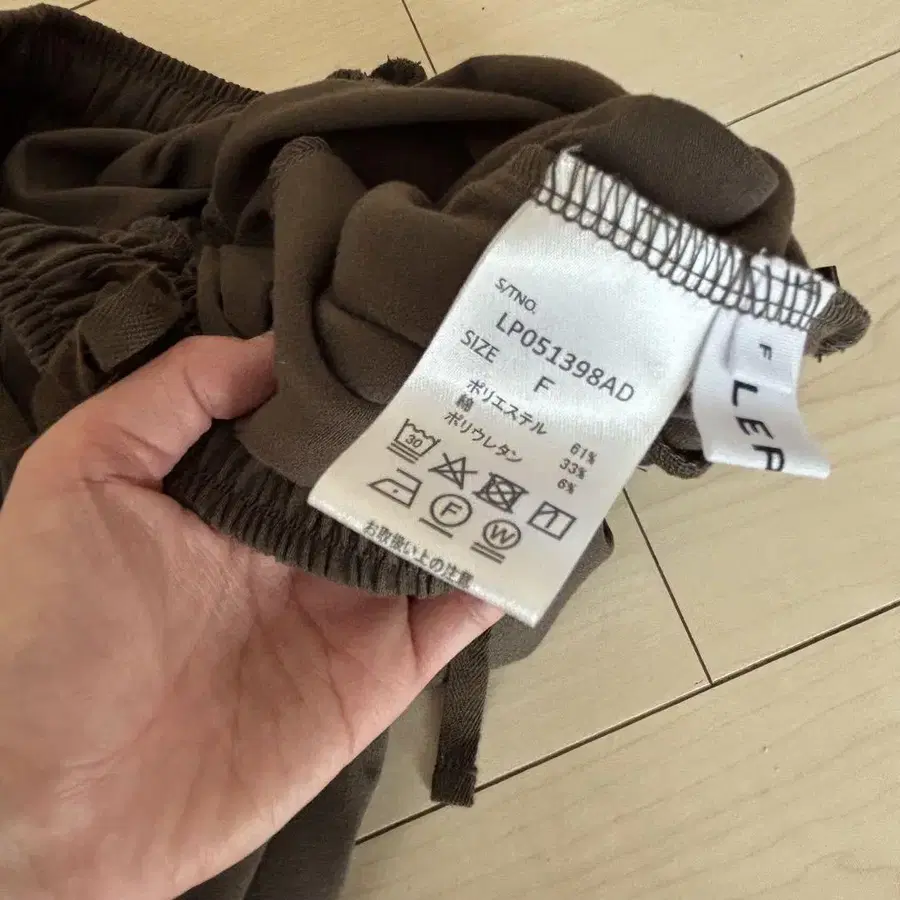 S/TNO.
LP051398AD
SIZE
F
ポリエステル 61%
綿 33%
ポリウレタン 6%
30
F
W
お取扱い上の注意
F
LEP